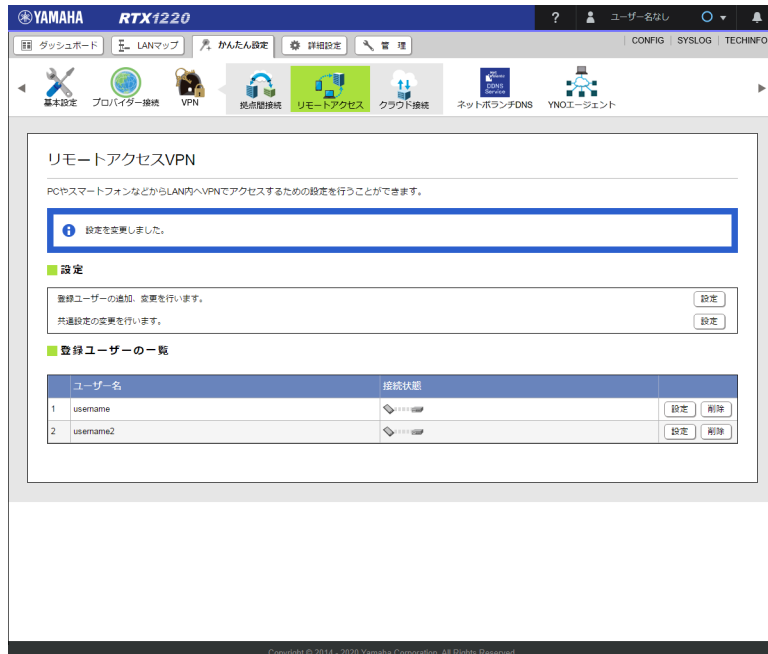 YAMAHA RTX1220 ? ユーザー名なし
ダッシュボード LANマップ かんたん設定 詳細設定 管 理 CONFIG SYSLOG TECHINFO
基本設定 プロバイダー接続 VPN 拠点間接続 リモートアクセス クラウド接続 DDNS Service ネットボランチDNS YNOエージェント
リモートアクセスVPN
PCやスマートフォンなどからLAN内へVPNでアクセスするための設定を行うことができます。
設定を変更しました。
設定
登録ユーザーの追加、変更を行います。 設定
共通設定の変更を行います。 設定
登録ユーザーの一覧
ユーザー名 接続状態
1 username 設定 削除
2 username2 設定 削除
Copyright © 2014 - 2020 Yamaha Corporation. All Rights Reserved.